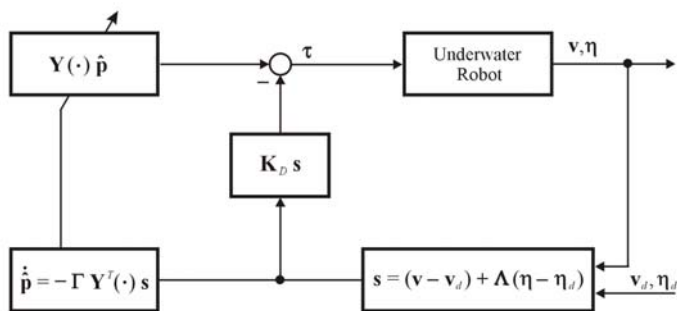 Y(·) p̂
−
τ
Underwater
Robot
v,η
K_D s
p̂̇ = − Γ Y^T(·) s
s = (v − v_d) + Λ(η − η_d)
v_d, η_d